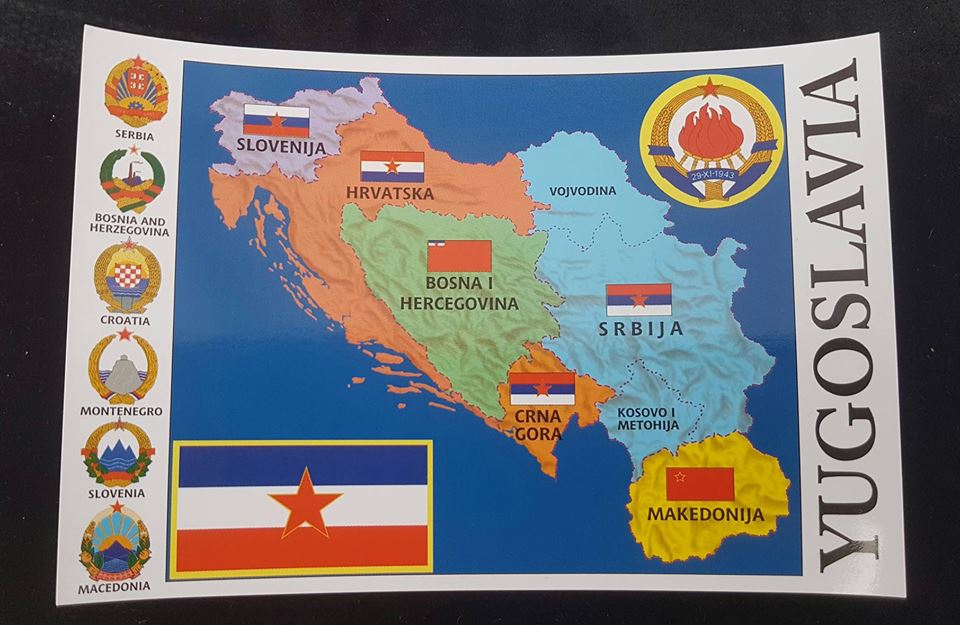 SERBIA
BOSNIA AND
HERZEGOVINA
CROATIA
MONTENEGRO
SLOVENIA
MACEDONIA
SLOVENIJA
HRVATSKA
VOJVODINA
BOSNA I
HERCEGOVINA
SRBIJA
CRNA
GORA
KOSOVO I
METOHIJA
MAKEDONIJA
29·XI·1943
YUGOSLAVIA